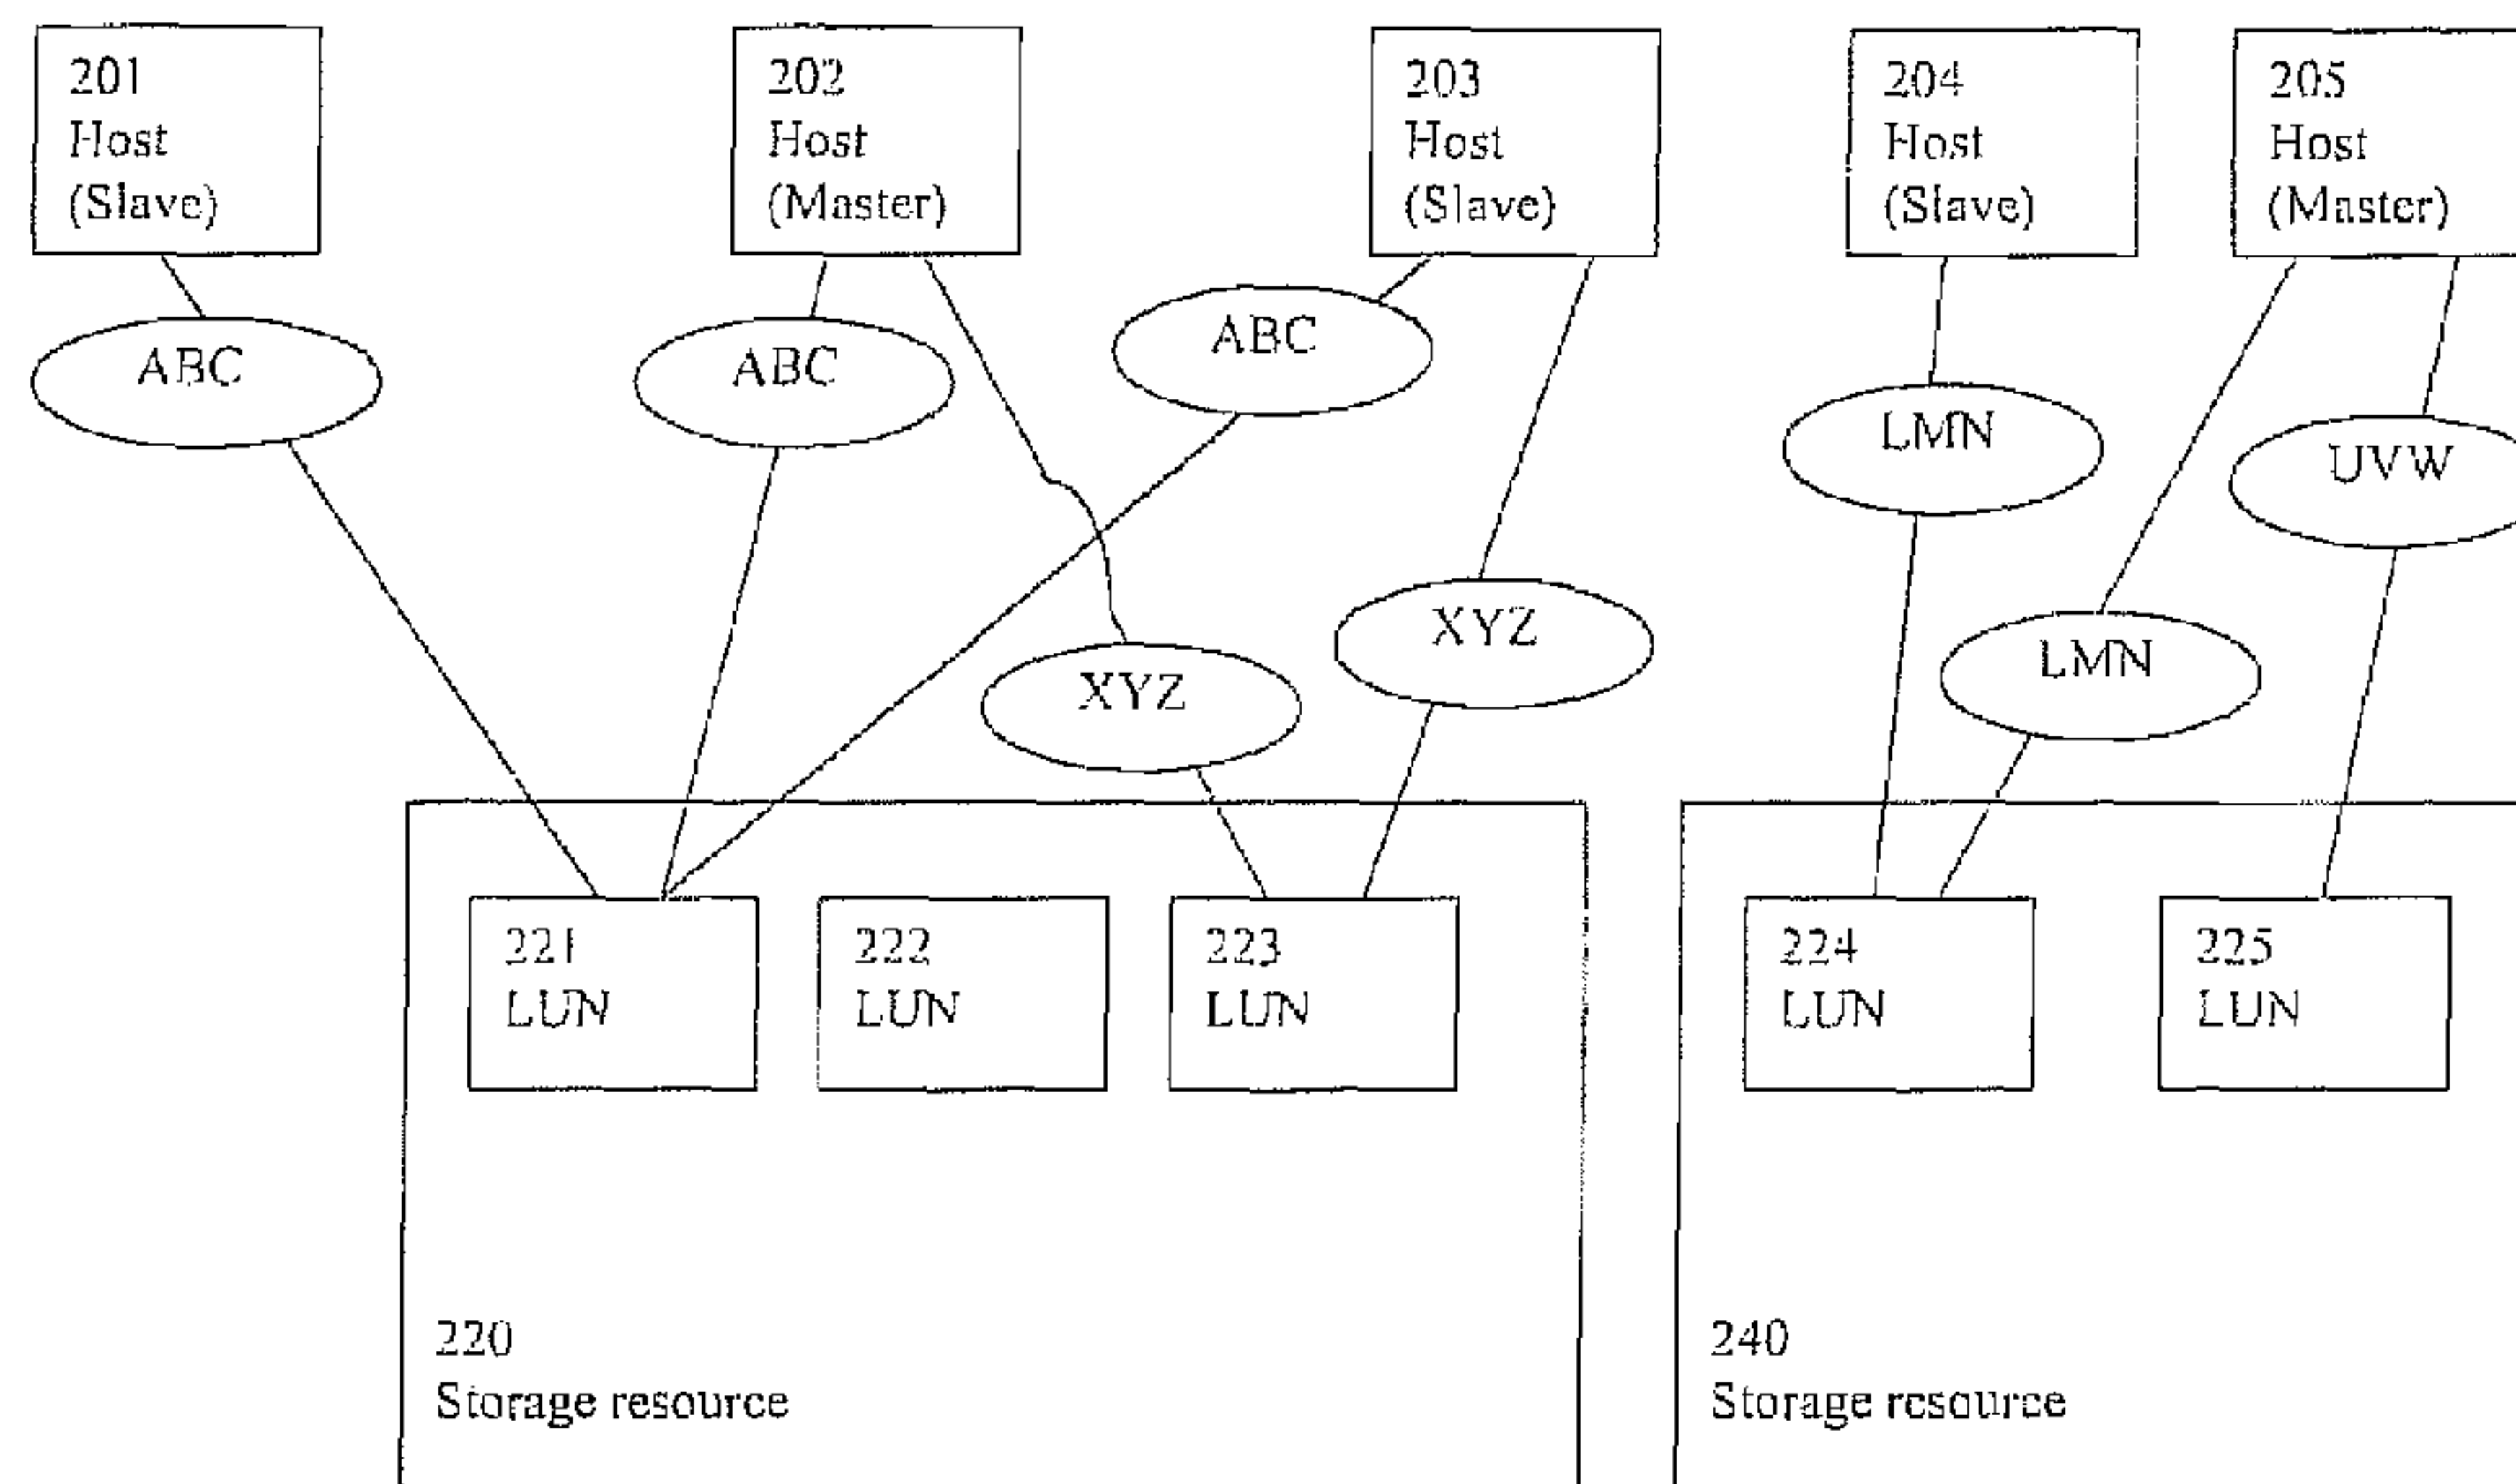 201
Host
(Slave)
202
Host
(Master)
203
Host
(Slave)
204
Host
(Slave)
205
Host
(Master)
ABC
ABC
ABC
LMN
UVW
XYZ
XYZ
LMN
221
LUN
222
LUN
223
LUN
224
LUN
225
LUN
220
Storage resource
240
Storage resource